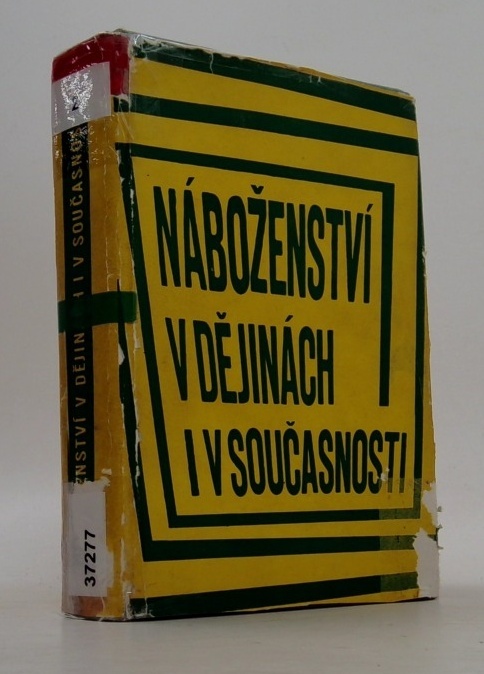 NÁBOŽENSTVÍ
V DĚJINÁCH
I V SOUČASNOSTI
37277